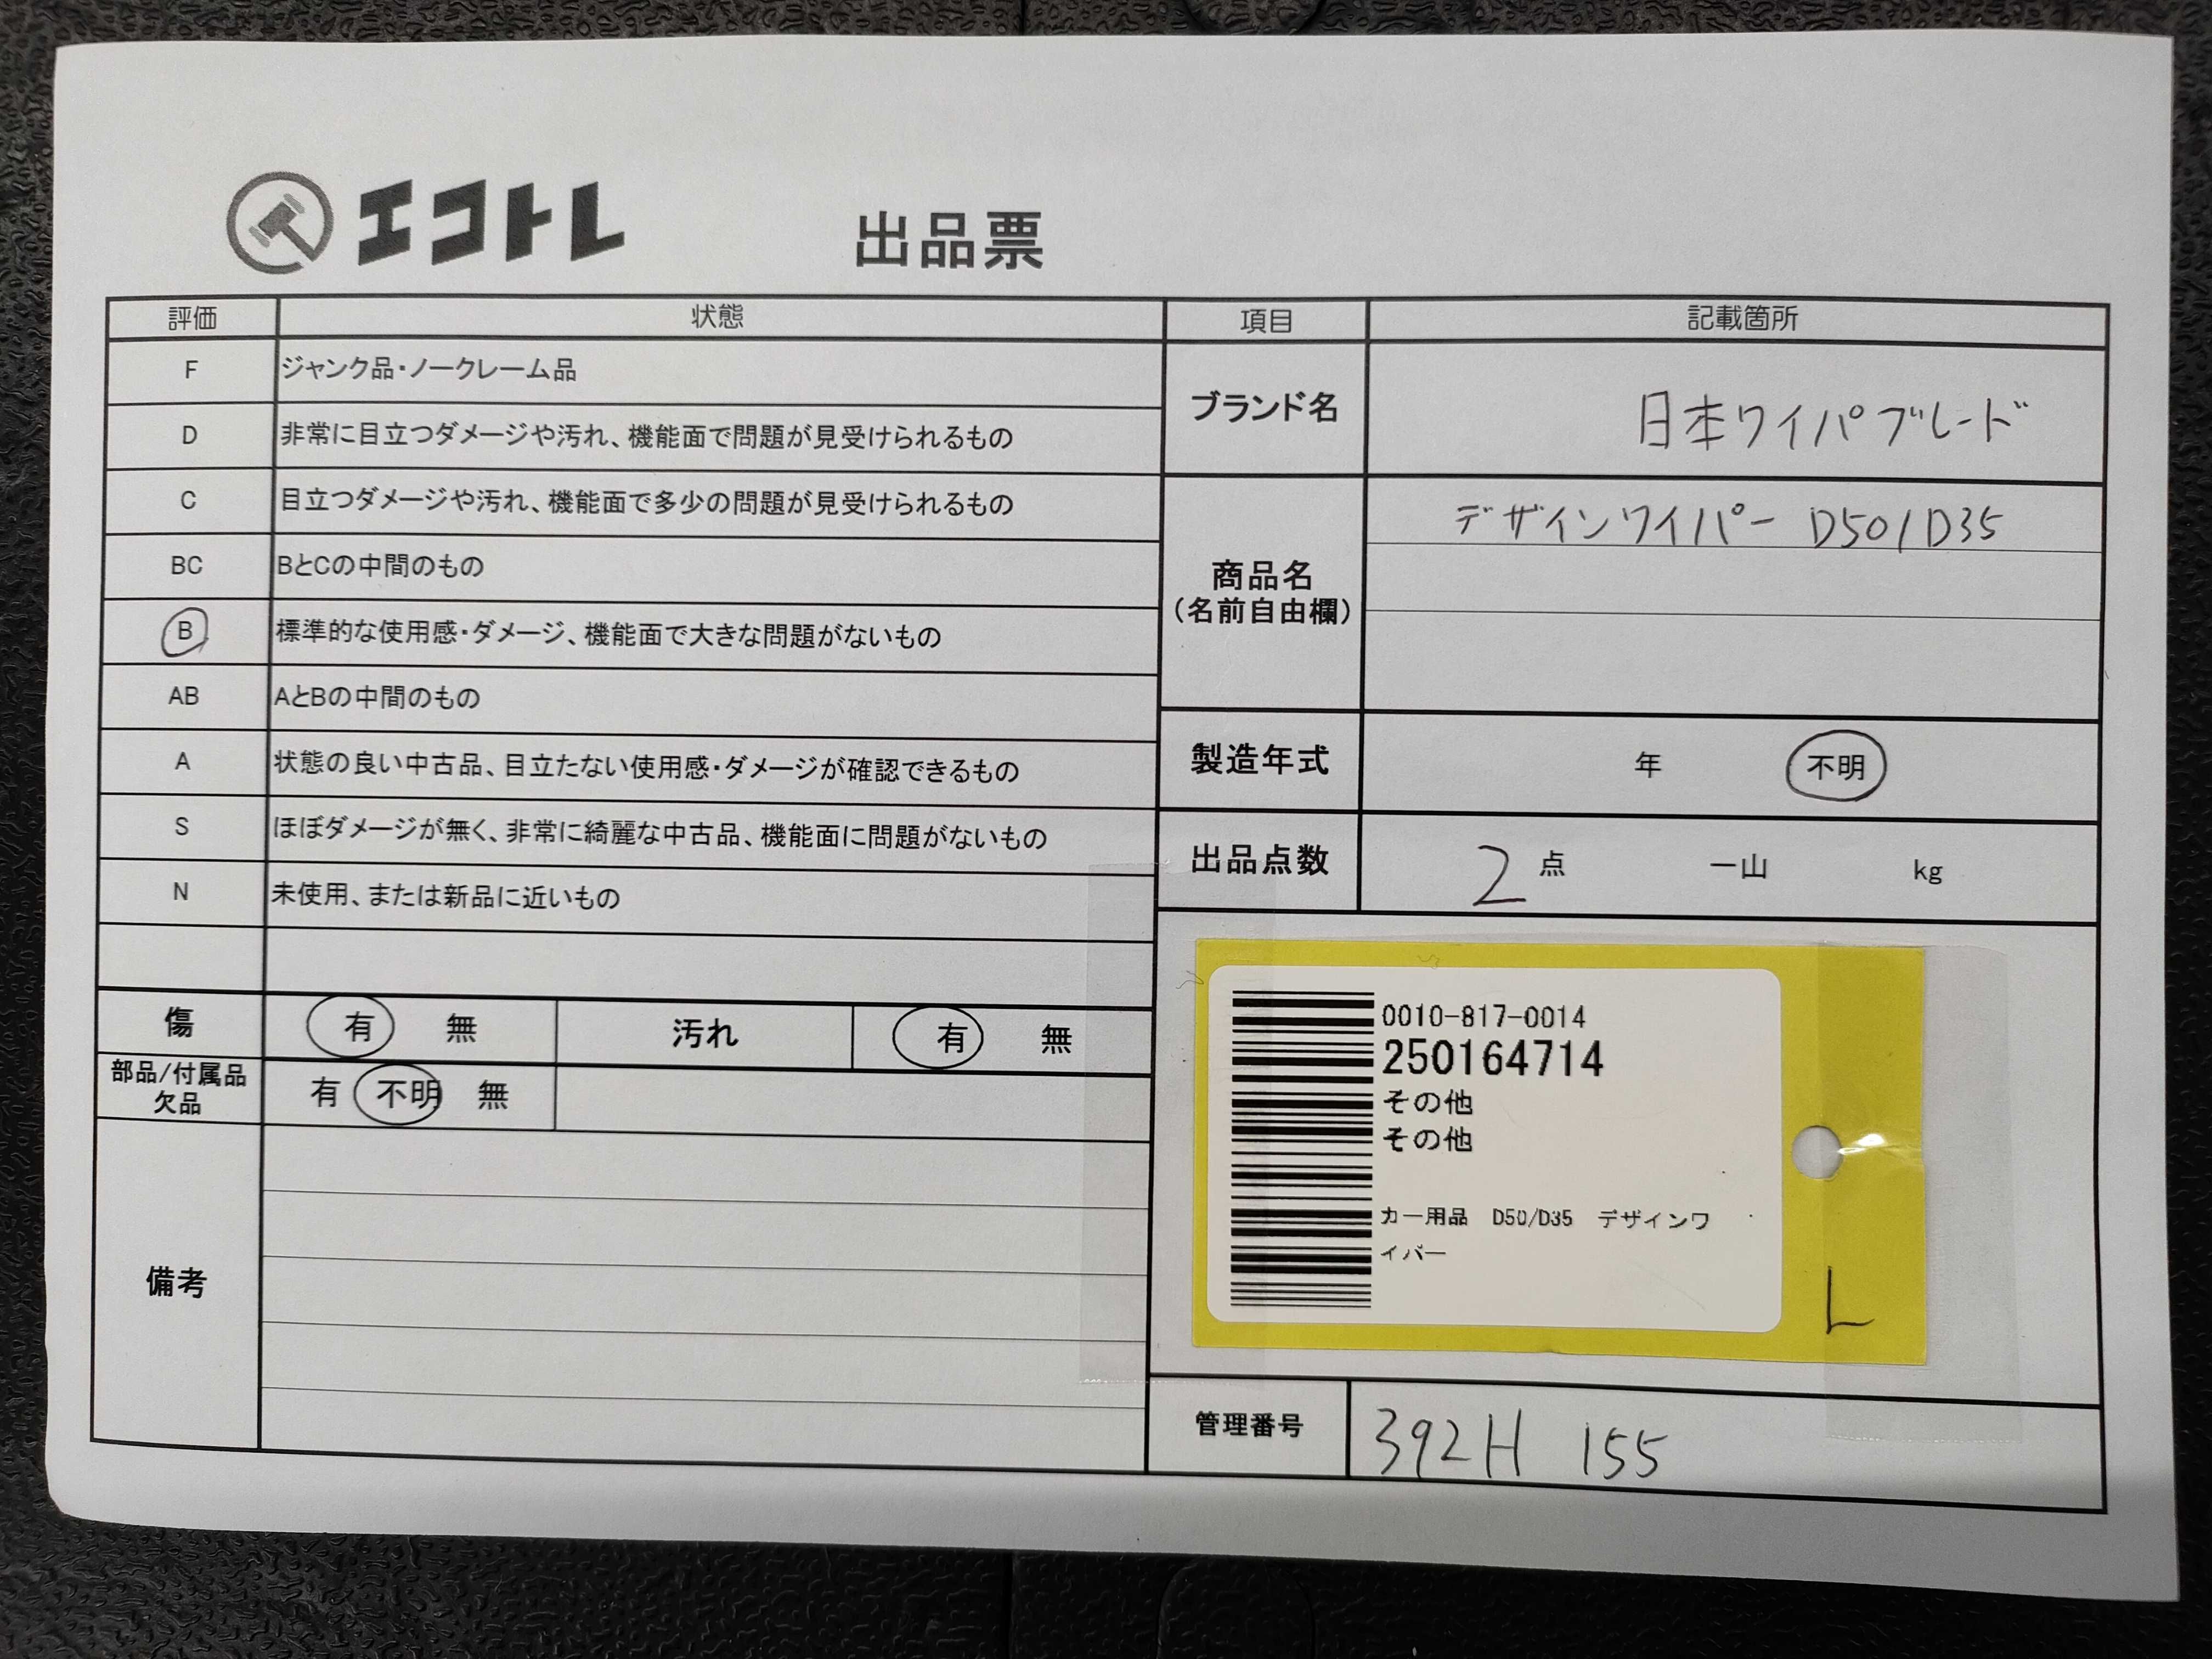 エコトレ
出品票
評価 状態
F ジャンク品・ノークレーム品
D 非常に目立つダメージや汚れ、機能面で問題が見受けられるもの
C 目立つダメージや汚れ、機能面で多少の問題が見受けられるもの
BC BとCの中間のもの
B 標準的な使用感・ダメージ、機能面で大きな問題がないもの
AB AとBの中間のもの
A 状態の良い中古品、目立たない使用感・ダメージが確認できるもの
S ほぼダメージが無く、非常に綺麗な中古品、機能面に問題がないもの
N 未使用、または新品に近いもの
傷 有 無 汚れ 有 無
部品/付属品
欠品
有 不明 無
備考
項目 記載箇所
ブランド名 日本ワイパブレード
商品名
(名前自由欄)
デザインワイパー D50/D35
製造年式 年 不明
出品点数 2 点 一山 kg
0010-817-0014
250164714
その他
その他
カー用品 D50/D35 デザインワ
イパー
L
管理番号 392H 155